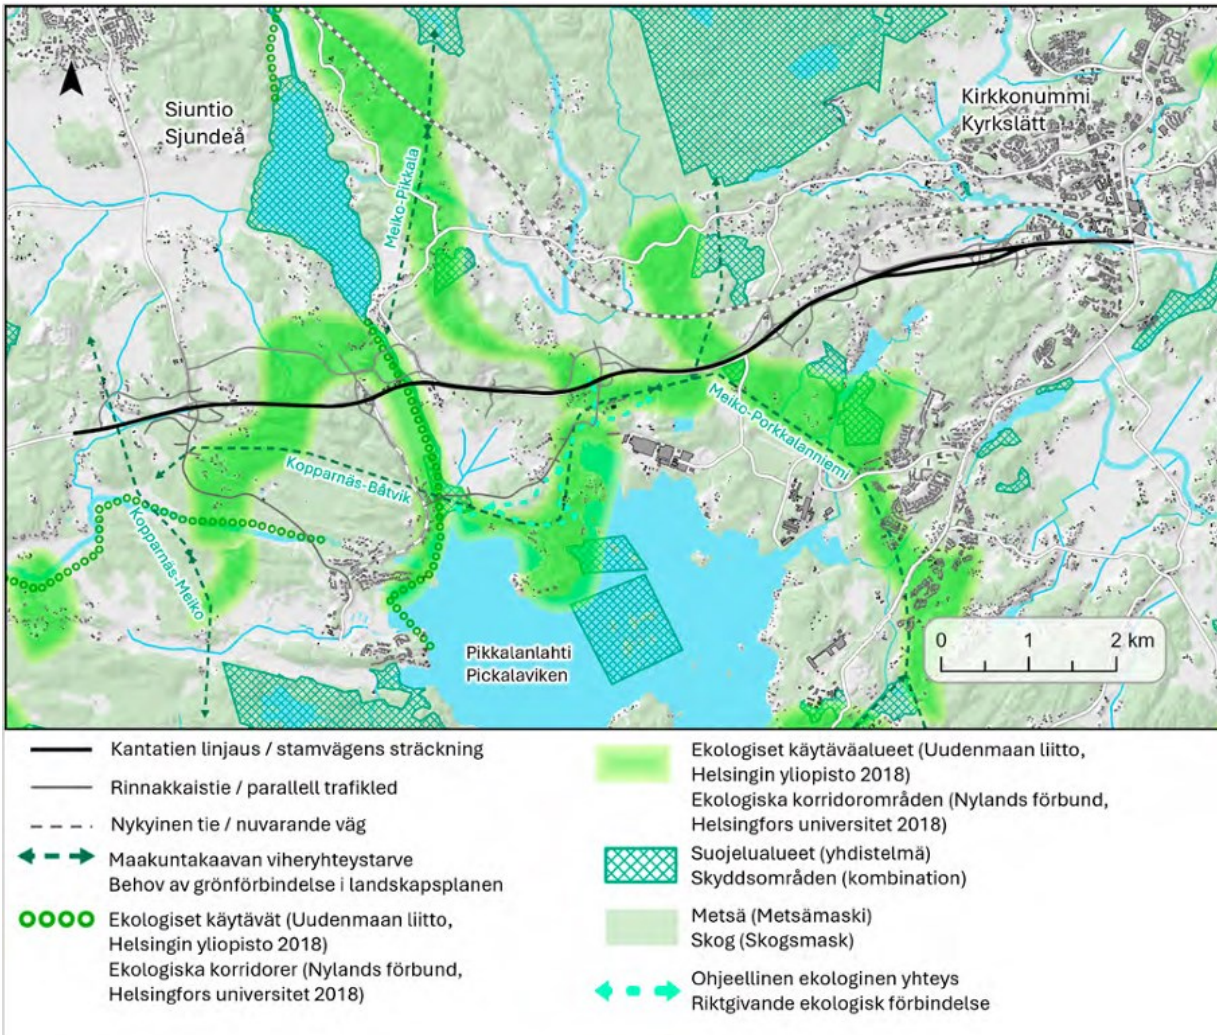 Siuntio
Sjundeå
Kirkkonummi
Kyrkslätt
Meiko-Pikkala
Meiko-Porkkalanniemi
Kopparnäs-Båtvik
Kopparnäs-Meiko
Pikkalanlahti
Pickalaviken
0 1 2 km
Kantatien linjaus / stamvägens sträckning
Rinnakkaistie / parallell trafikled
Nykyinen tie / nuvarande väg
Maakuntakaavan viheryhteystarve
Behov av grönförbindelse i landskapsplanen
Ekologiset käytävät (Uudenmaan liitto,
Helsingin yliopisto 2018)
Ekologiska korridorer (Nylands förbund,
Helsingfors universitet 2018)
Ekologiset käytäväalueet (Uudenmaan liitto,
Helsingin yliopisto 2018)
Ekologiska korridorområden (Nylands förbund,
Helsingfors universitet 2018)
Suojelualueet (yhdistelmä)
Skyddsområden (kombination)
Metsä (Metsämaski)
Skog (Skogsmask)
Ohjeellinen ekologinen yhteys
Riktgivande ekologisk förbindelse